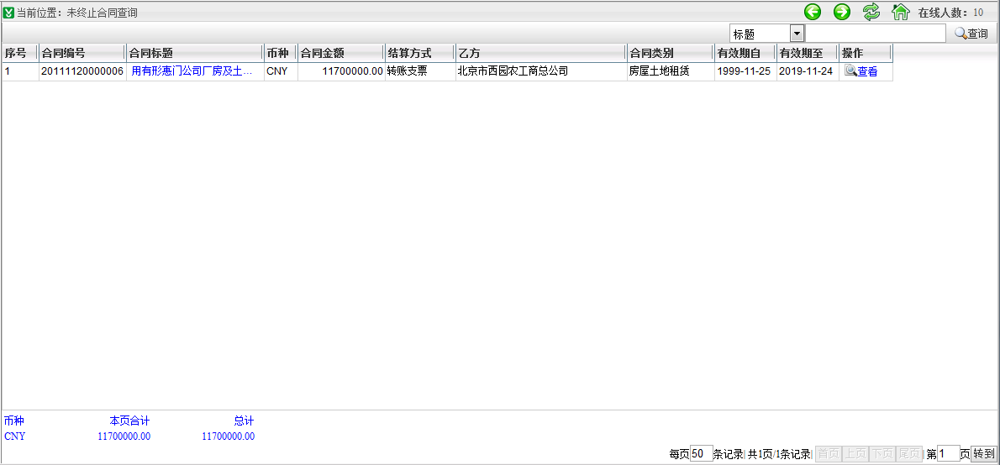 当前位置：未终止合同查询 在线人数：10
标题 查询
序号 合同编号 合同标题 币种 合同金额 结算方式 乙方 合同类别 有效期自 有效期至 操作
1 20111120000006 用有形惠门公司厂房及土… CNY 11700000.00 转账支票 北京市西园农工商总公司 房屋土地租赁 1999-11-25 2019-11-24 查看
币种 本页合计 总计
CNY 11700000.00 11700000.00
每页50条记录| 共1页/1条记录| 首页 上页 下页 尾页| 第1页 转到